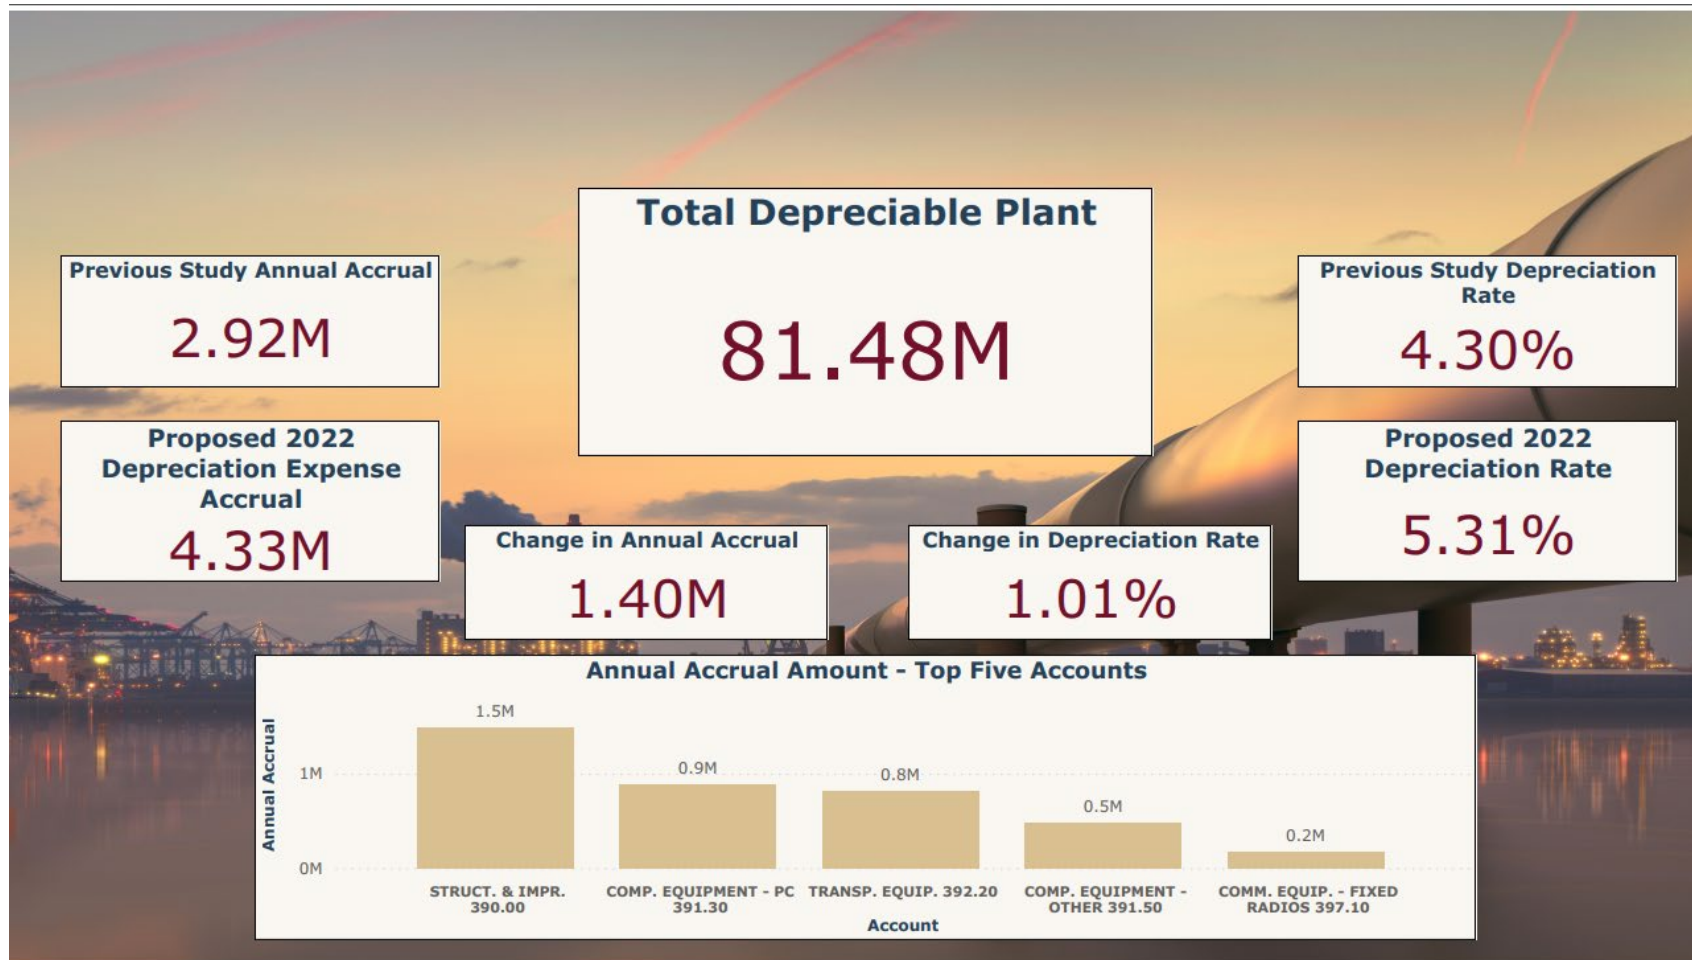 Total Depreciable Plant
81.48M
Previous Study Annual Accrual
2.92M
Previous Study Depreciation
Rate
4.30%
Proposed 2022
Depreciation Expense
Accrual
4.33M
Proposed 2022
Depreciation Rate
5.31%
Change in Annual Accrual
1.40M
Change in Depreciation Rate
1.01%
Annual Accrual Amount - Top Five Accounts
Annual Accrual
1M
0M
1.5M
0.9M
0.8M
0.5M
0.2M
STRUCT. & IMPR.
390.00
COMP. EQUIPMENT - PC
391.30
TRANSP. EQUIP. 392.20
COMP. EQUIPMENT -
OTHER 391.50
COMM. EQUIP. - FIXED
RADIOS 397.10
Account